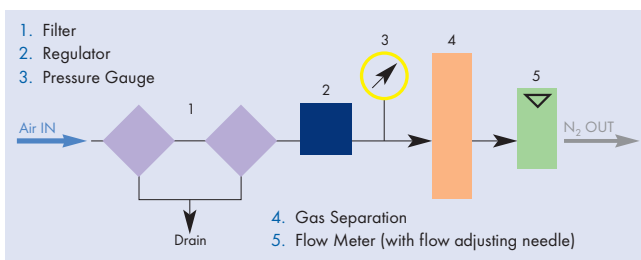 1. Filter
2. Regulator
3. Pressure Gauge
3
4
5
2
1
Air IN
N₂ OUT
Drain
4. Gas Separation
5. Flow Meter (with flow adjusting needle)